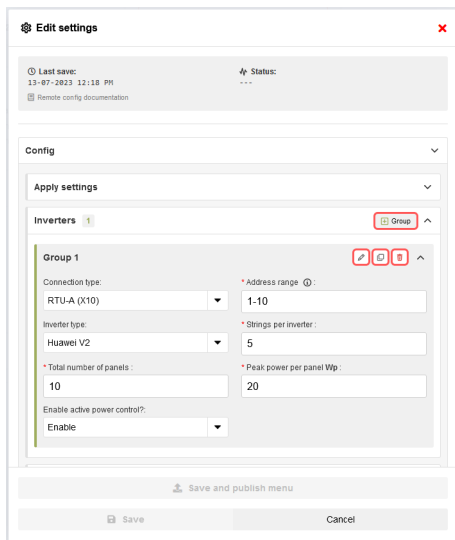 Edit settings
Last save:
13-07-2023 12:18 PM
Status:
---
Remote config documentation
Config
Apply settings
Inverters 1
Group
Group 1
Connection type:
* Address range :
RTU-A (X10)
1-10
Inverter type:
* Strings per inverter :
Huawei V2
5
* Total number of panels :
* Peak power per panel Wp :
10
20
Enable active power control?:
Enable
Save and publish menu
Save
Cancel